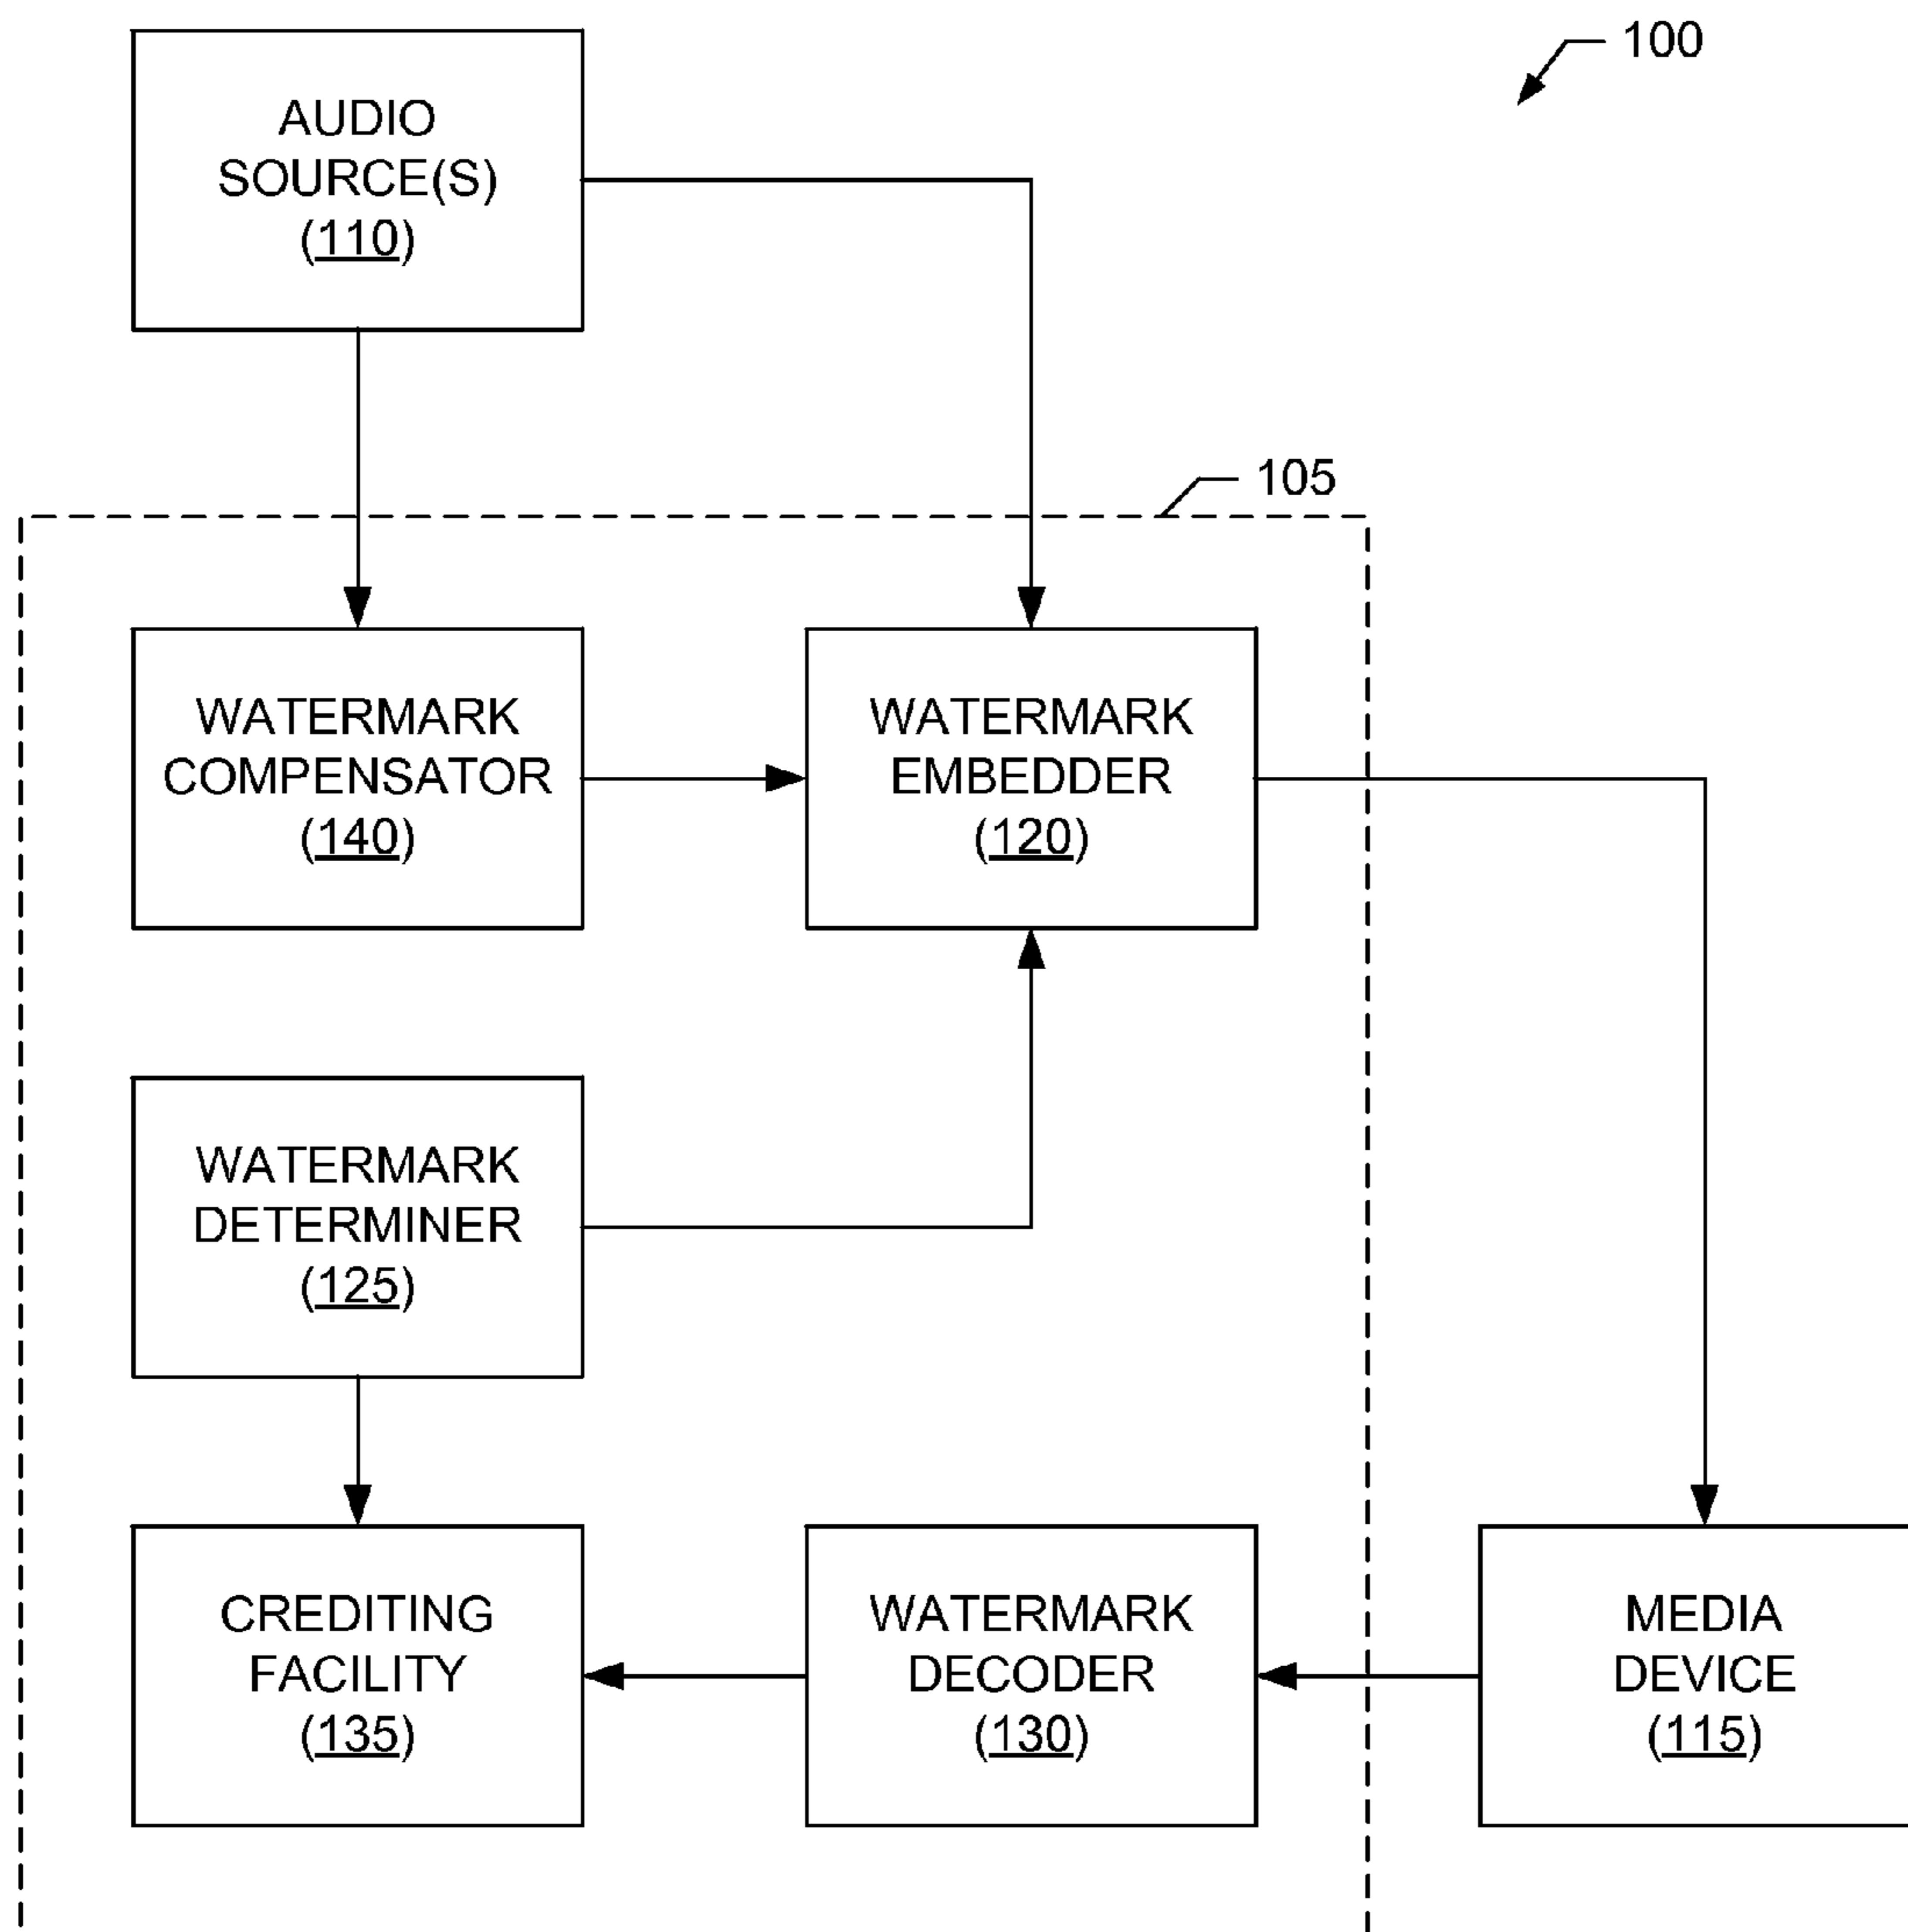 100
AUDIO
SOURCE(S)
(110)
105
WATERMARK
COMPENSATOR
(140)
WATERMARK
EMBEDDER
(120)
WATERMARK
DETERMINER
(125)
CREDITING
FACILITY
(135)
WATERMARK
DECODER
(130)
MEDIA
DEVICE
(115)